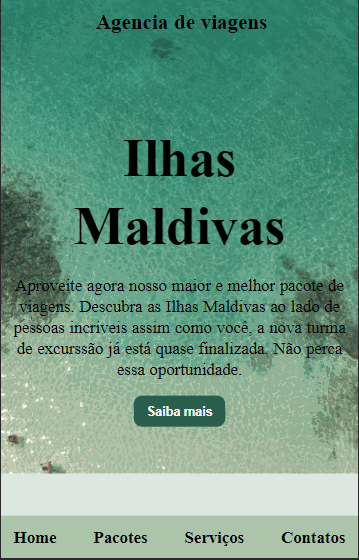 Agencia de viagens
Ilhas
Maldivas
Aproveite agora nosso maior e melhor pacote de
viagens. Descubra as Ilhas Maldivas ao lado de
pessoas incriveis assim como você, a nova turma
de excurssão já está quase finalizada. Não perca
essa oportunidade.
Saiba mais
Home Pacotes Serviços Contatos